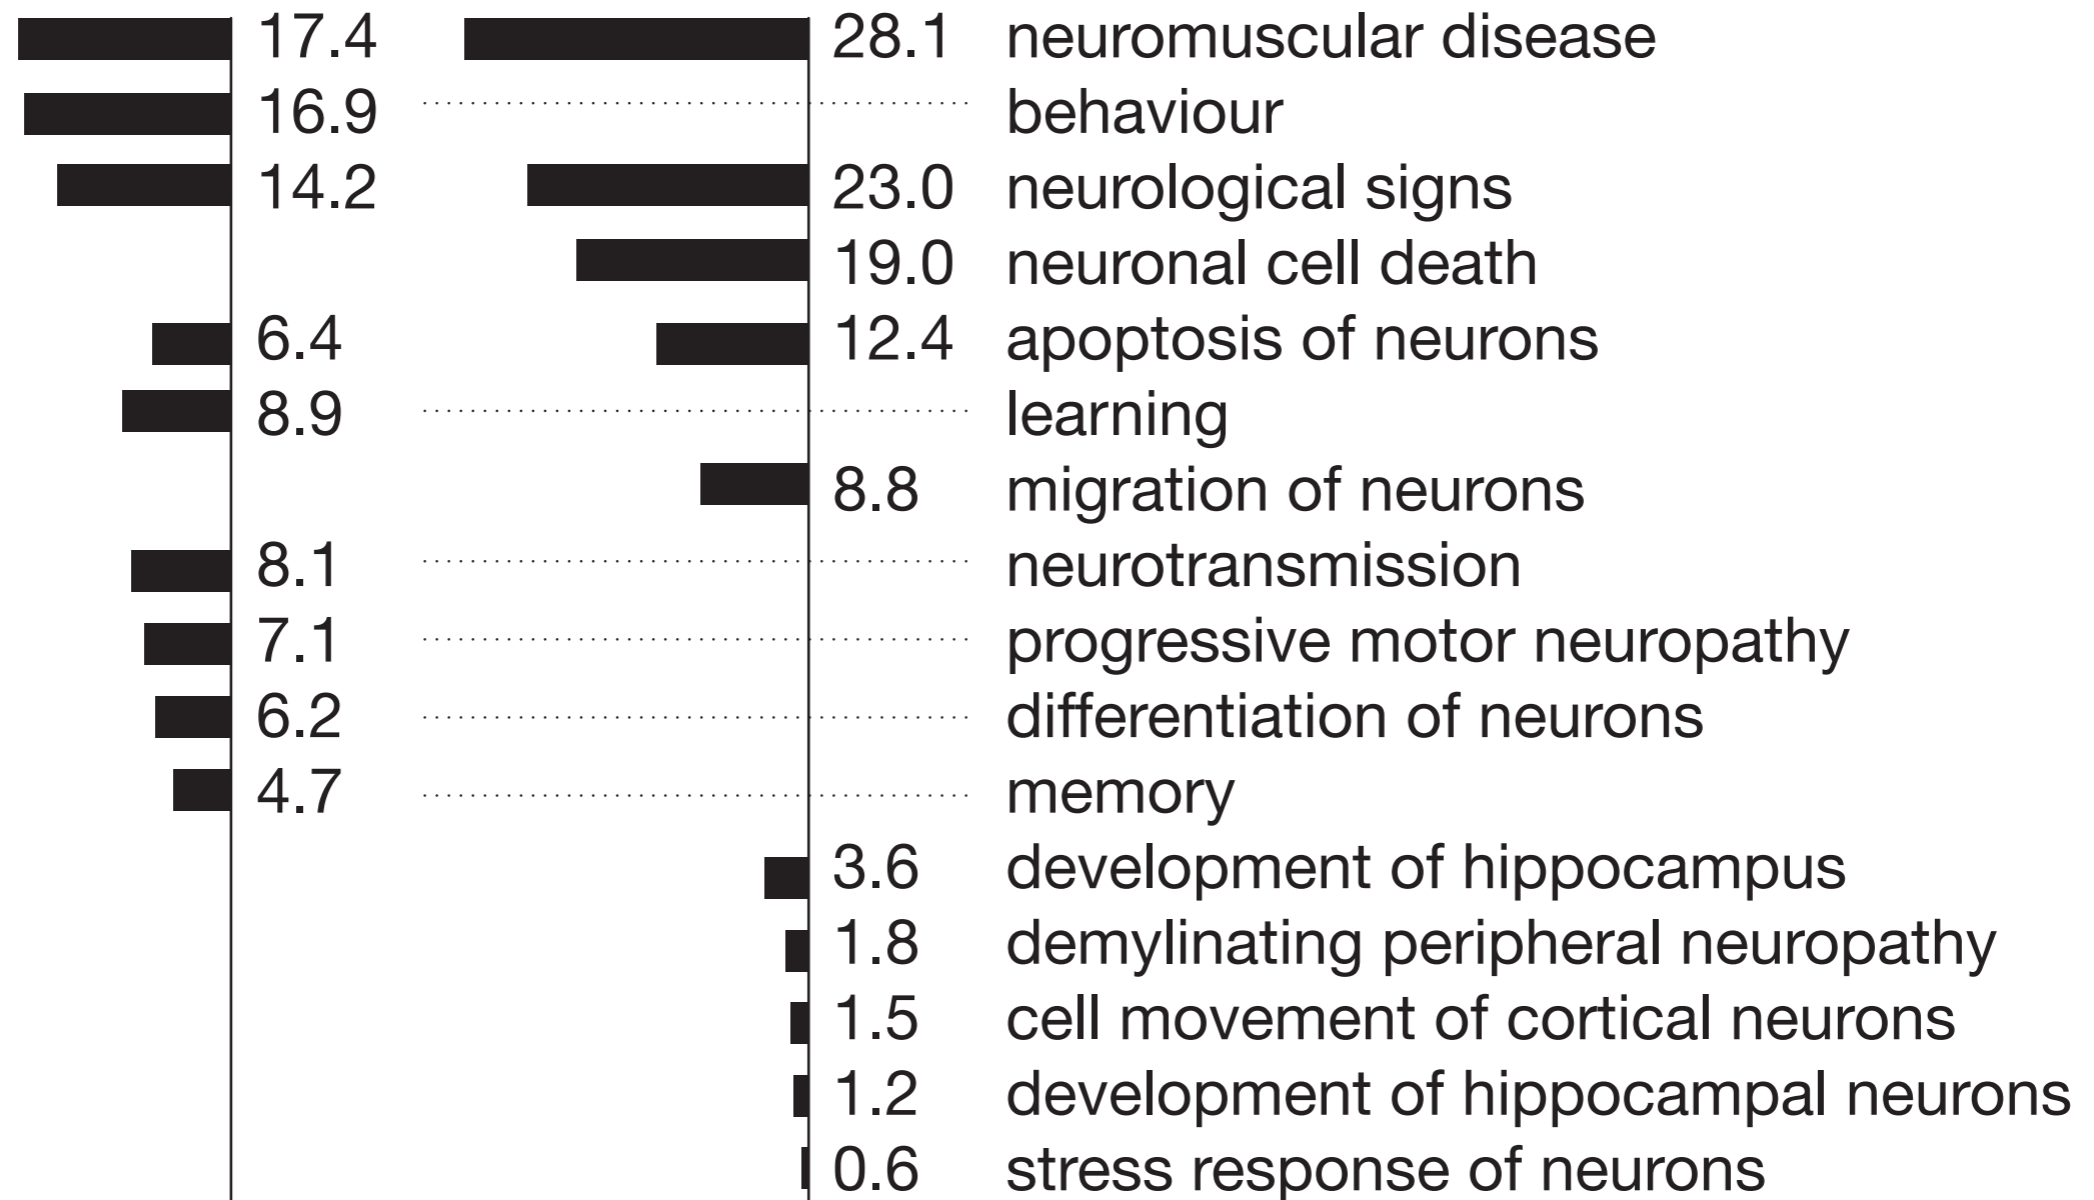 17.4 28.1 neuromuscular disease
16.9 behaviour
14.2 23.0 neurological signs
19.0 neuronal cell death
6.4 12.4 apoptosis of neurons
8.9 learning
8.8 migration of neurons
8.1 neurotransmission
7.1 progressive motor neuropathy
6.2 differentiation of neurons
4.7 memory
3.6 development of hippocampus
1.8 demylinating peripheral neuropathy
1.5 cell movement of cortical neurons
1.2 development of hippocampal neurons
0.6 stress response of neurons